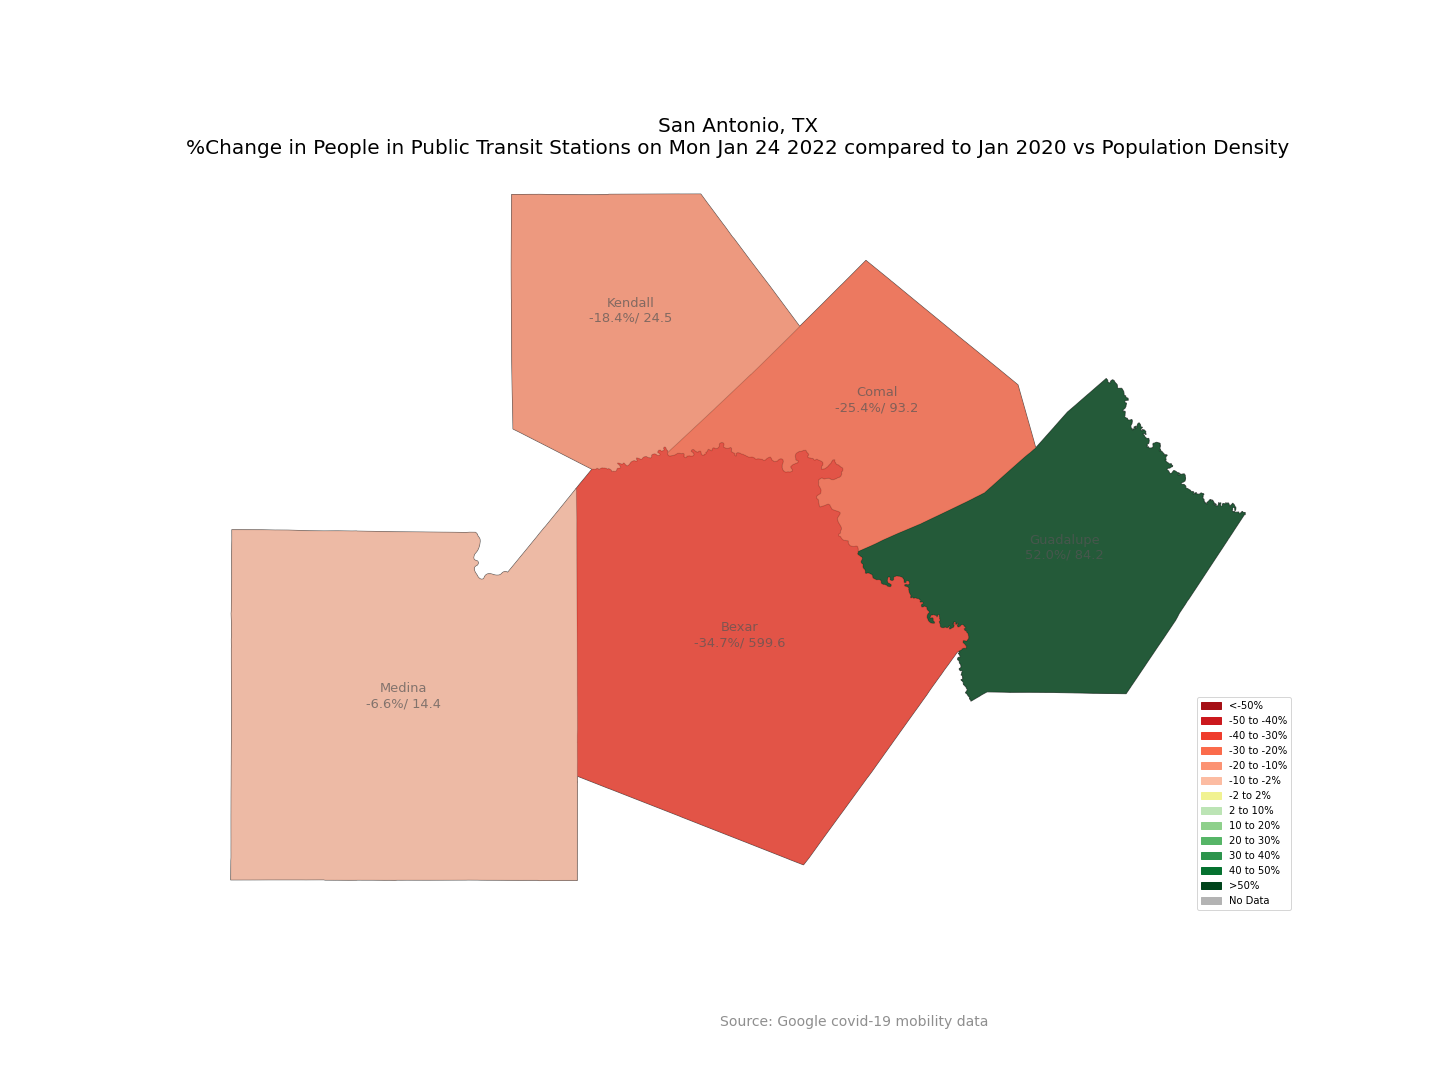 San Antonio, TX
%Change in People in Public Transit Stations on Mon Jan 24 2022 compared to Jan 2020 vs Population Density
Kendall
-18.4%/ 24.5
Comal
-25.4%/ 93.2
Guadalupe
52.0%/ 84.2
Bexar
-34.7%/ 599.6
Medina
-6.6%/ 14.4
<-50%
-50 to -40%
-40 to -30%
-30 to -20%
-20 to -10%
-10 to -2%
-2 to 2%
2 to 10%
10 to 20%
20 to 30%
30 to 40%
40 to 50%
>50%
No Data
Source: Google covid-19 mobility data